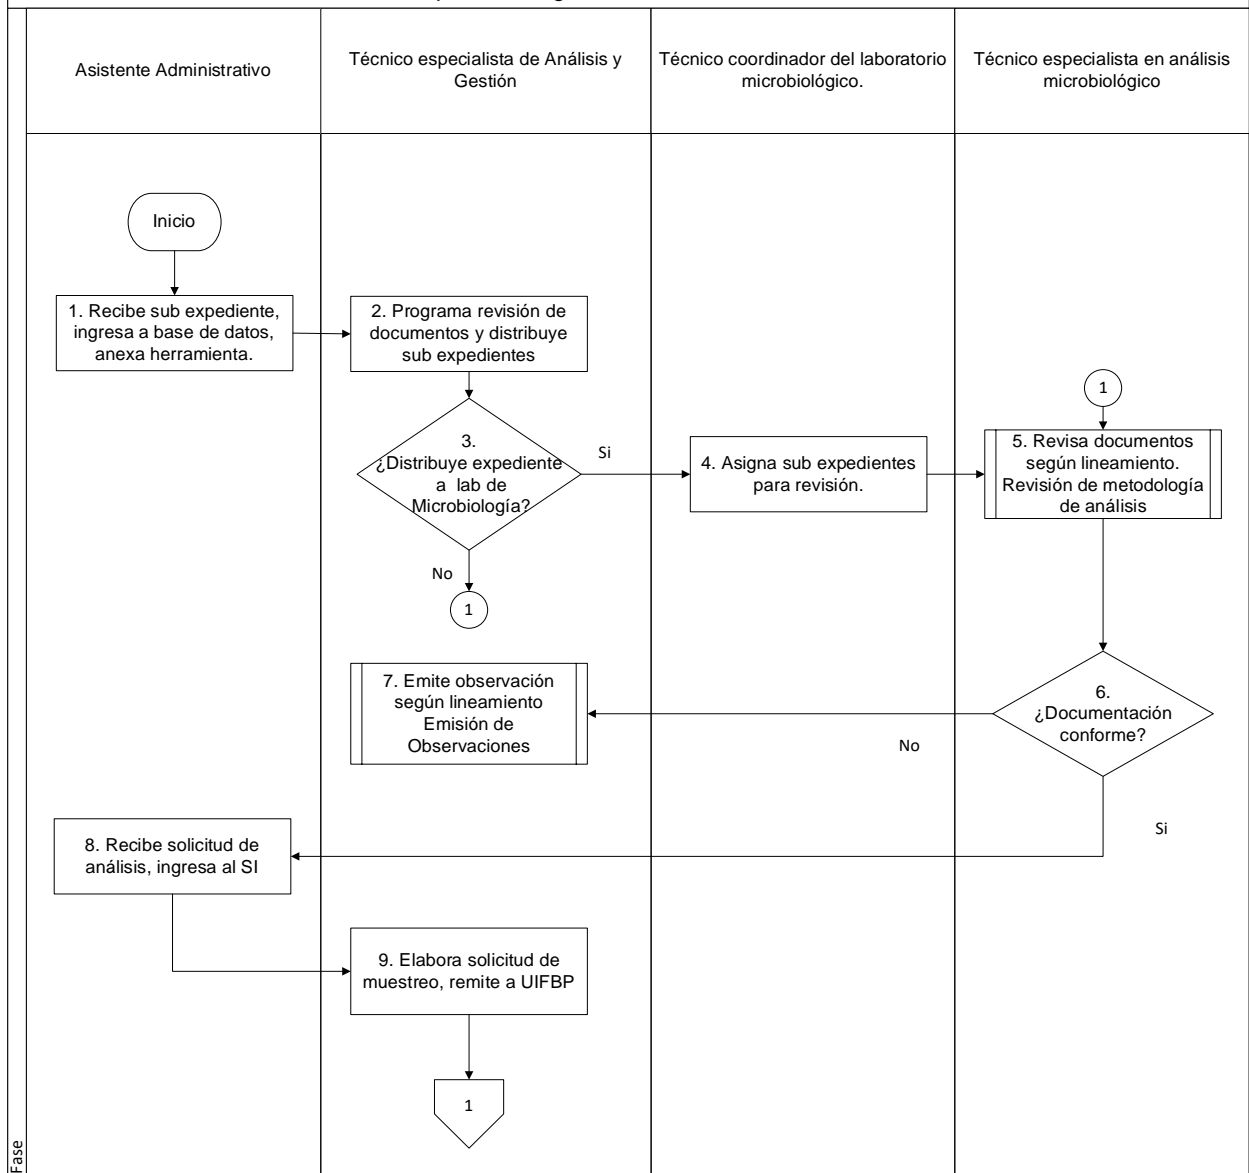 Asistente Administrativo
Técnico especialista de Análisis y
Gestión
Técnico coordinador del laboratorio
microbiológico.
Técnico especialista en análisis
microbiológico
Inicio
1. Recibe sub expediente,
ingresa a base de datos,
anexa herramienta.
2. Programa revisión de
documentos y distribuye
sub expedientes
3.
¿Distribuye expediente
a lab de
Microbiología?
Si
No
1
4. Asigna sub expedientes
para revisión.
1
5. Revisa documentos
según lineamiento.
Revisión de metodología
de análisis
6.
¿Documentación
conforme?
No
Si
7. Emite observación
según lineamiento
Emisión de
Observaciones
8. Recibe solicitud de
análisis, ingresa al SI
9. Elabora solicitud de
muestreo, remite a UIFBP
1
Fase